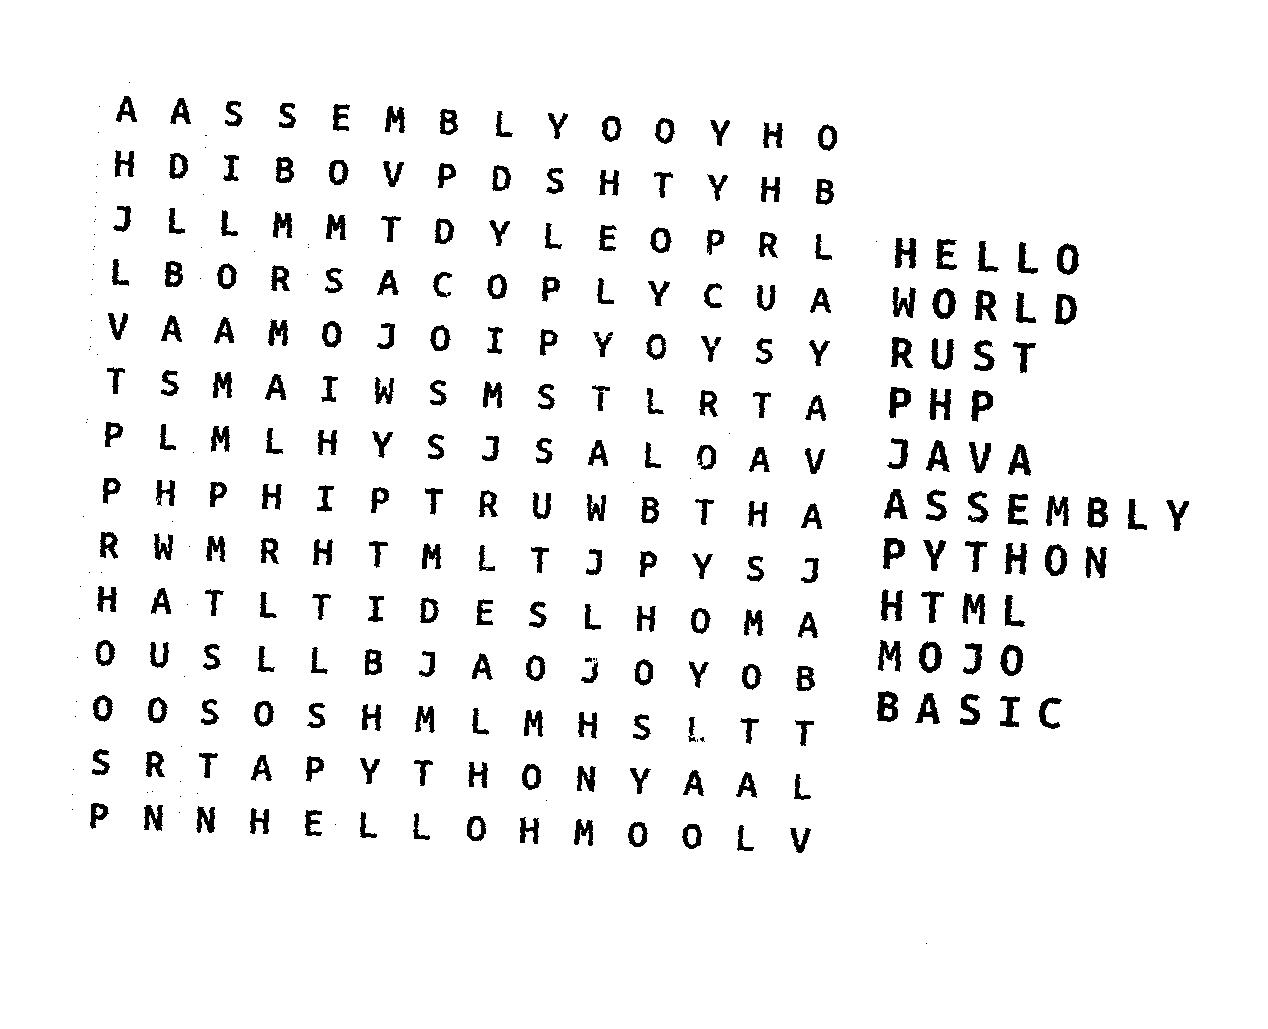 A A S S E M B L Y O O Y H O
H D I B O V P D S H T Y H B
J L L M M T D Y L E O P R L
L B O R S A C O P L Y C U A
V A A M O J O I P Y O Y S Y
T S M A I W S M S T L R T A
P L M L H Y S J S A L O A V
P H P H I P T R U W B T H A
R W M R H T M L T J P Y S J
H A T L T I D E S L H O M A
O U S L L B J A O J O Y O B
O O S O S H M L M H S L T T
S R T A P Y T H O N Y A A L
P N N H E L L O H M O O L V
HELLO
WORLD
RUST
PHP
JAVA
ASSEMBLY
PYTHON
HTML
MOJO
BASIC